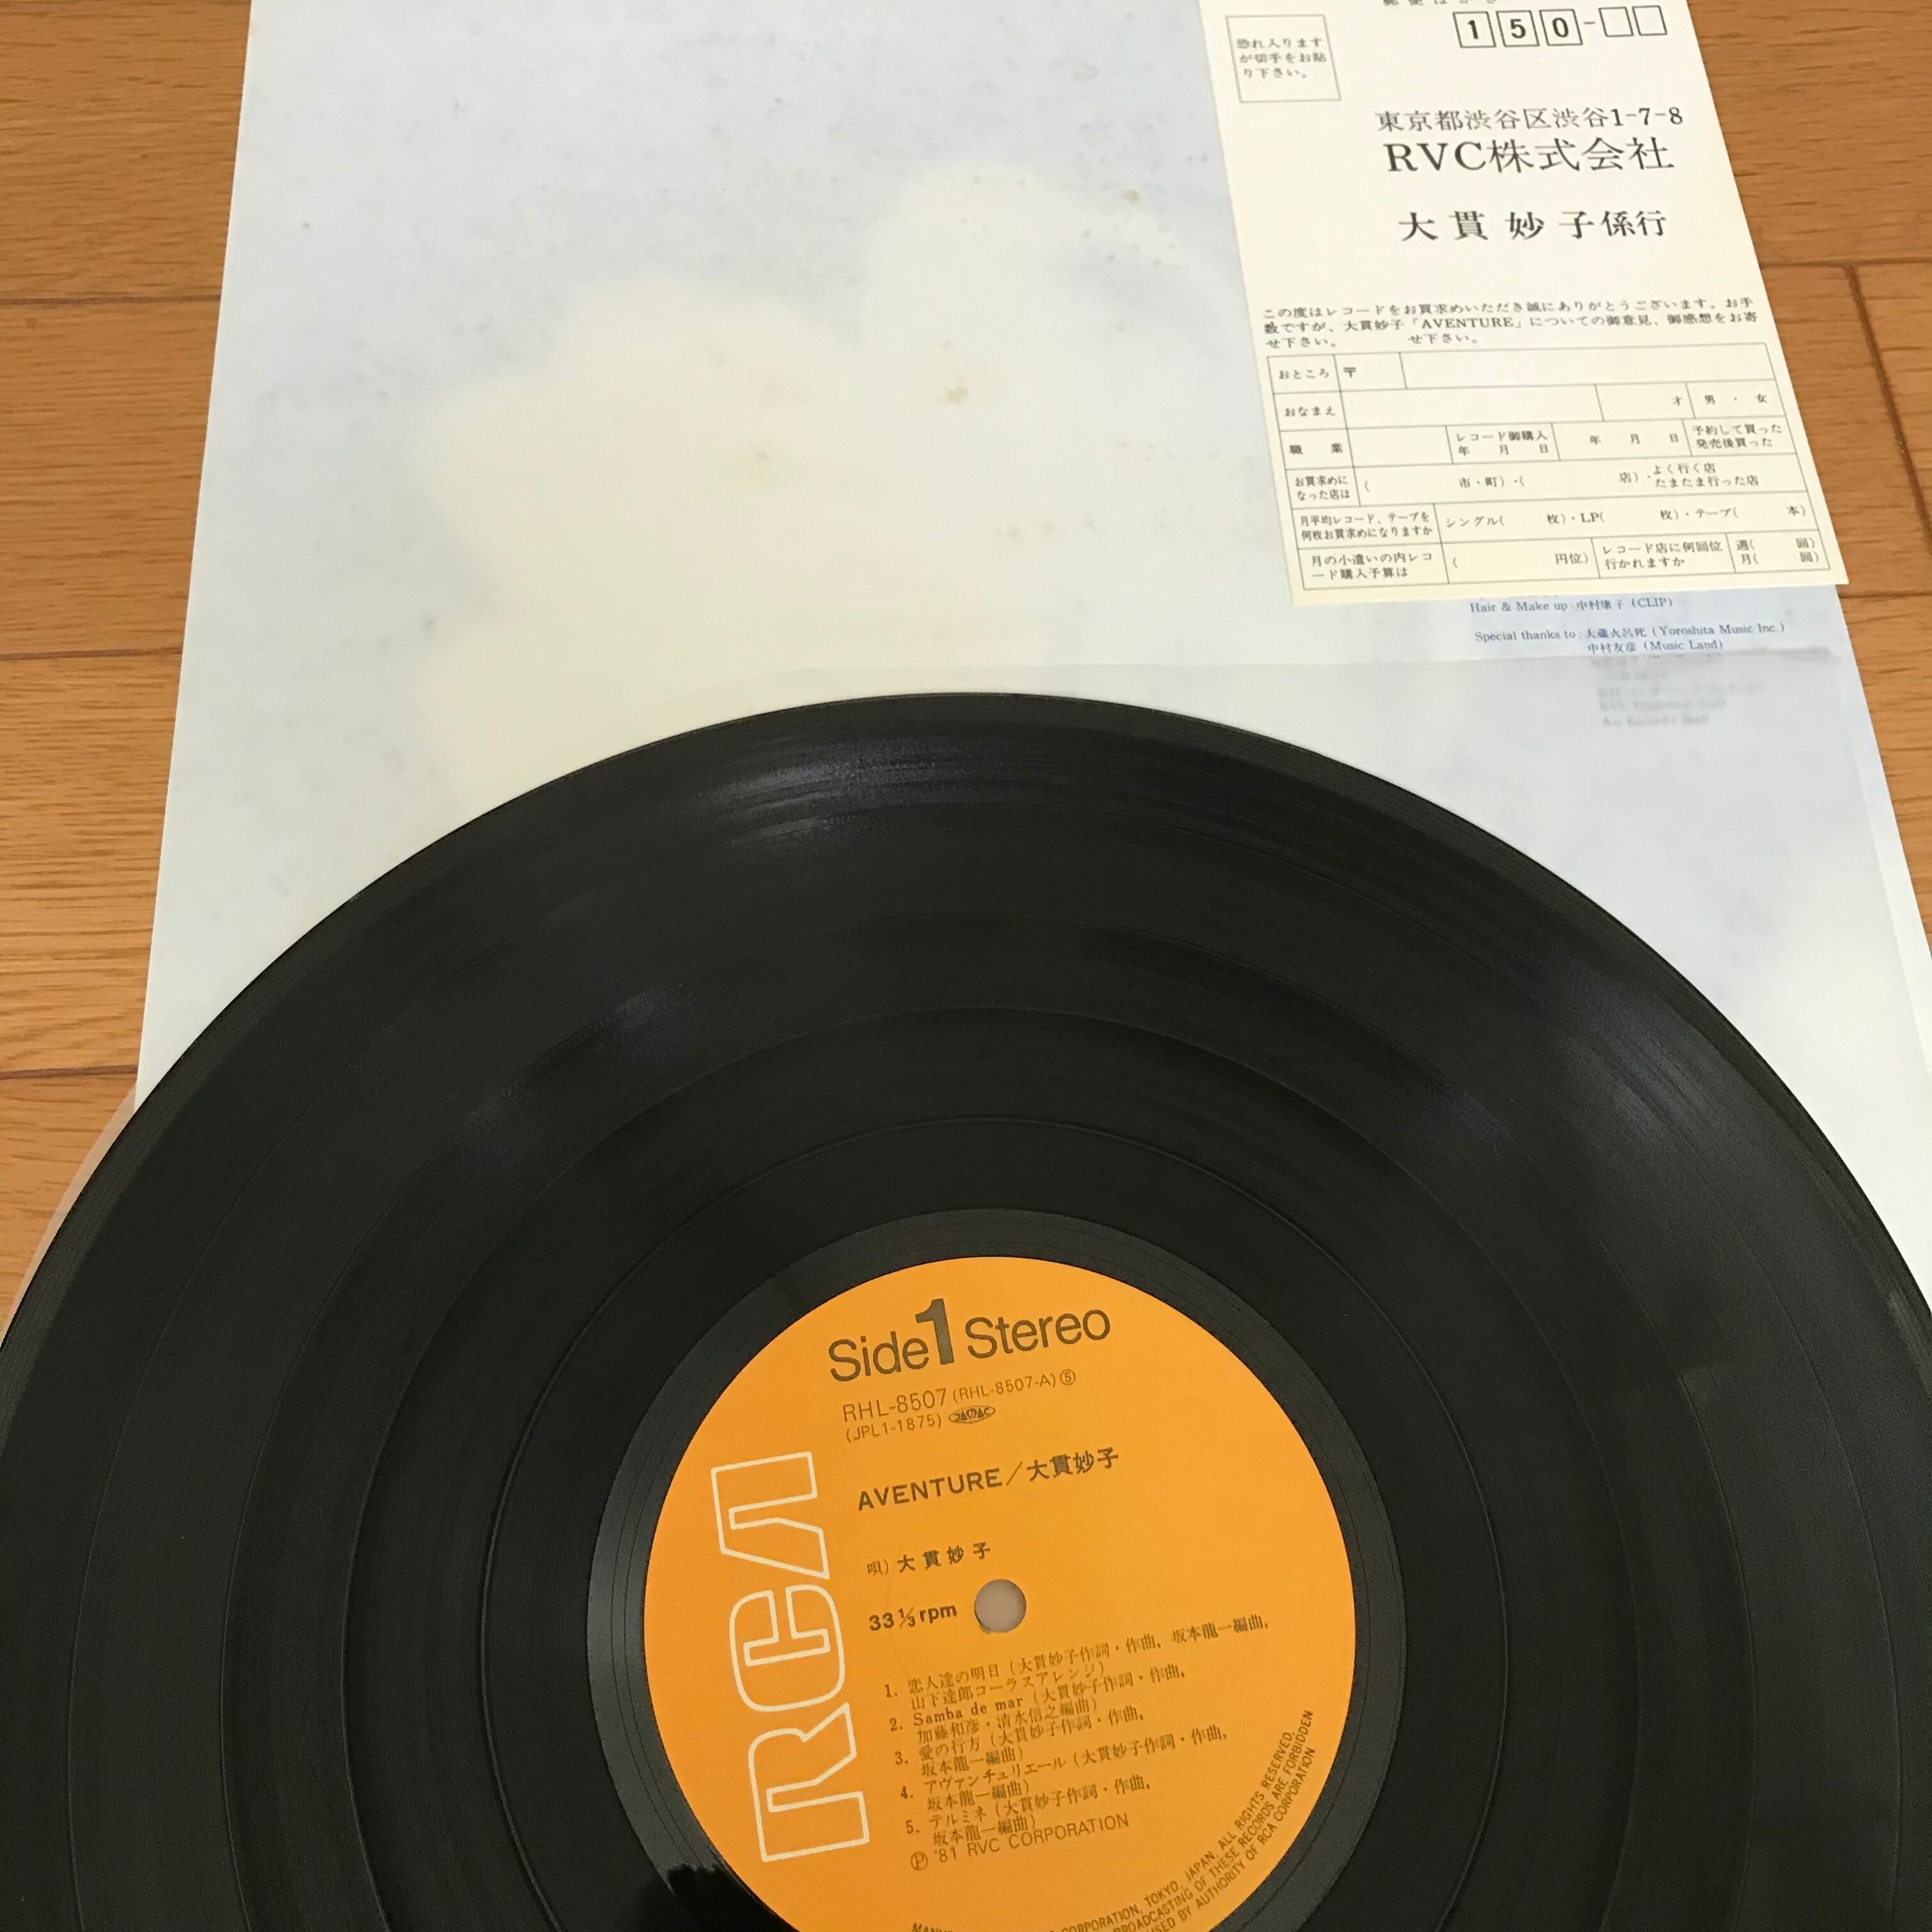 郵便はがき
150-
恐れ入ります
が切手をお貼
り下さい。
東京都渋谷区渋谷1-7-8
RVC株式会社
大貫妙子係行
この度はレコードをお買求めいただき誠にありがとうございます。お手
数ですが、大貫妙子「AVENTURE」についての御意見、御感想をお寄
せ下さい。 せ下さい。
おところ 〒
おなまえ 才 男・女
職業 レコード御購入年月日 年 月 日 予約して買った 発売後買った
お買求めになった店は ( 市・町)・( 店)・よく行く店 たまたま行った店
月平均レコード、テープを何枚お買求めになりますか シングル( 枚)・LP( 枚)・テープ( 本)
月の小遣いの内レコード購入予算は ( 円位) レコード店に何回位行かれますか 週( 回) 月( 回)
Hair & Make up:中村康子(CLIP)
Special thanks to:大蔵火呂死(Yoroshita Music Inc.)
中村友彦(Music Land)
Side 1 Stereo
RHL-8507(RHL-8507-A)⑤
(JPL1-1875) JASRAC
AVENTURE/大貫妙子
唄)大貫妙子
33⅓rpm
RCA
1. 恋人達の明日(大貫妙子作詞・作曲,坂本龍一編曲,
山下達郎コーラスアレンジ)
2. Samba de mar(大貫妙子作詞・作曲,
加藤和彦・清水信之編曲)
3. 愛の行方(大貫妙子作詞・作曲,
坂本龍一編曲)
4. アヴァンチュリエール(大貫妙子作詞・作曲,
坂本龍一編曲)
5. テルミネ(大貫妙子作詞・作曲,
坂本龍一編曲)
Ⓟ '81 RVC CORPORATION
CORPORATION, TOKYO, JAPAN. ALL RIGHTS RESERVED.
BROADCASTING OF THESE RECORDS ARE FORBIDDEN
USED BY AUTHORITY OF RCA CORPORATION